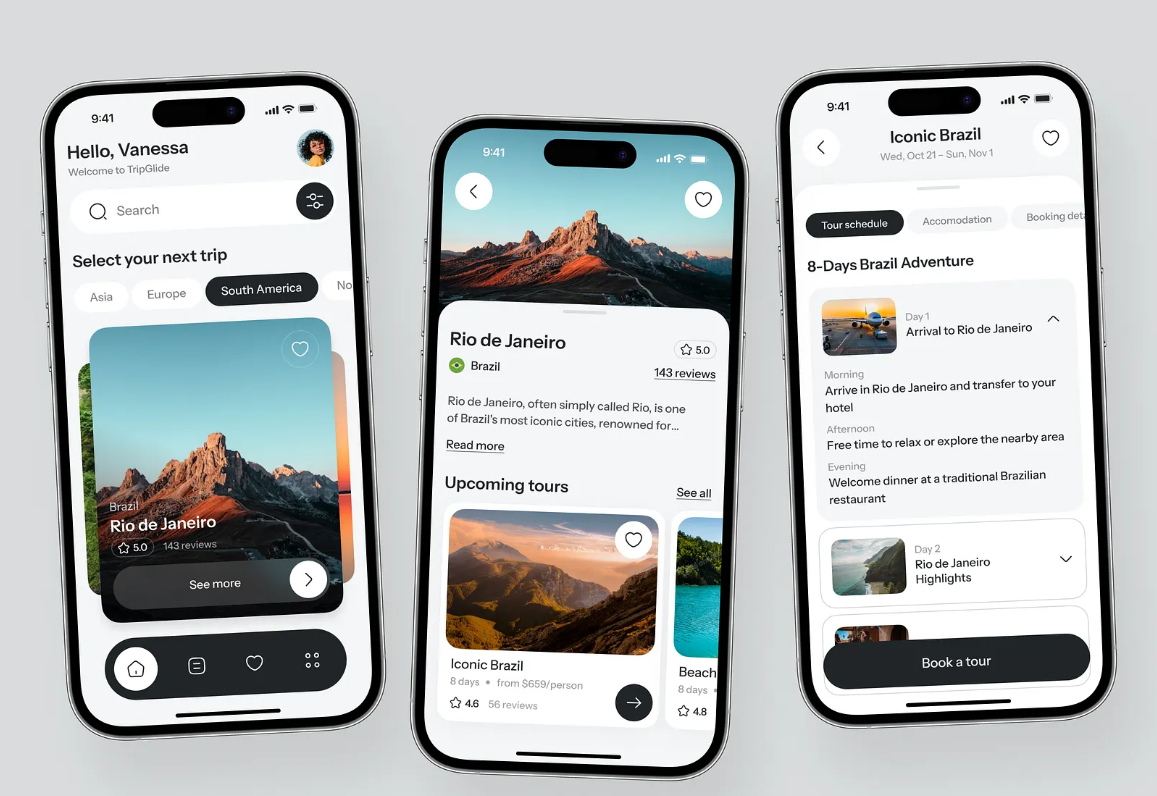 9:41
Hello, Vanessa
Welcome to TripGlide
Search
Select your next trip
Asia
Europe
South America
No
Brazil
Rio de Janeiro
5.0
143 reviews
See more
9:41
Rio de Janeiro
5.0
Brazil
143 reviews
Rio de Janeiro, often simply called Rio, is one
of Brazil's most iconic cities, renowned for...
Read more
Upcoming tours
See all
Iconic Brazil
8 days • from $659/person
4.6
56 reviews
Beach
8 days •
4.8
9:41
Iconic Brazil
Wed, Oct 21 – Sun, Nov 1
Tour schedule
Accomodation
Booking deta
8-Days Brazil Adventure
Day 1
Arrival to Rio de Janeiro
Morning
Arrive in Rio de Janeiro and transfer to your
hotel
Afternoon
Free time to relax or explore the nearby area
Evening
Welcome dinner at a traditional Brazilian
restaurant
Day 2
Rio de Janeiro
Highlights
Book a tour